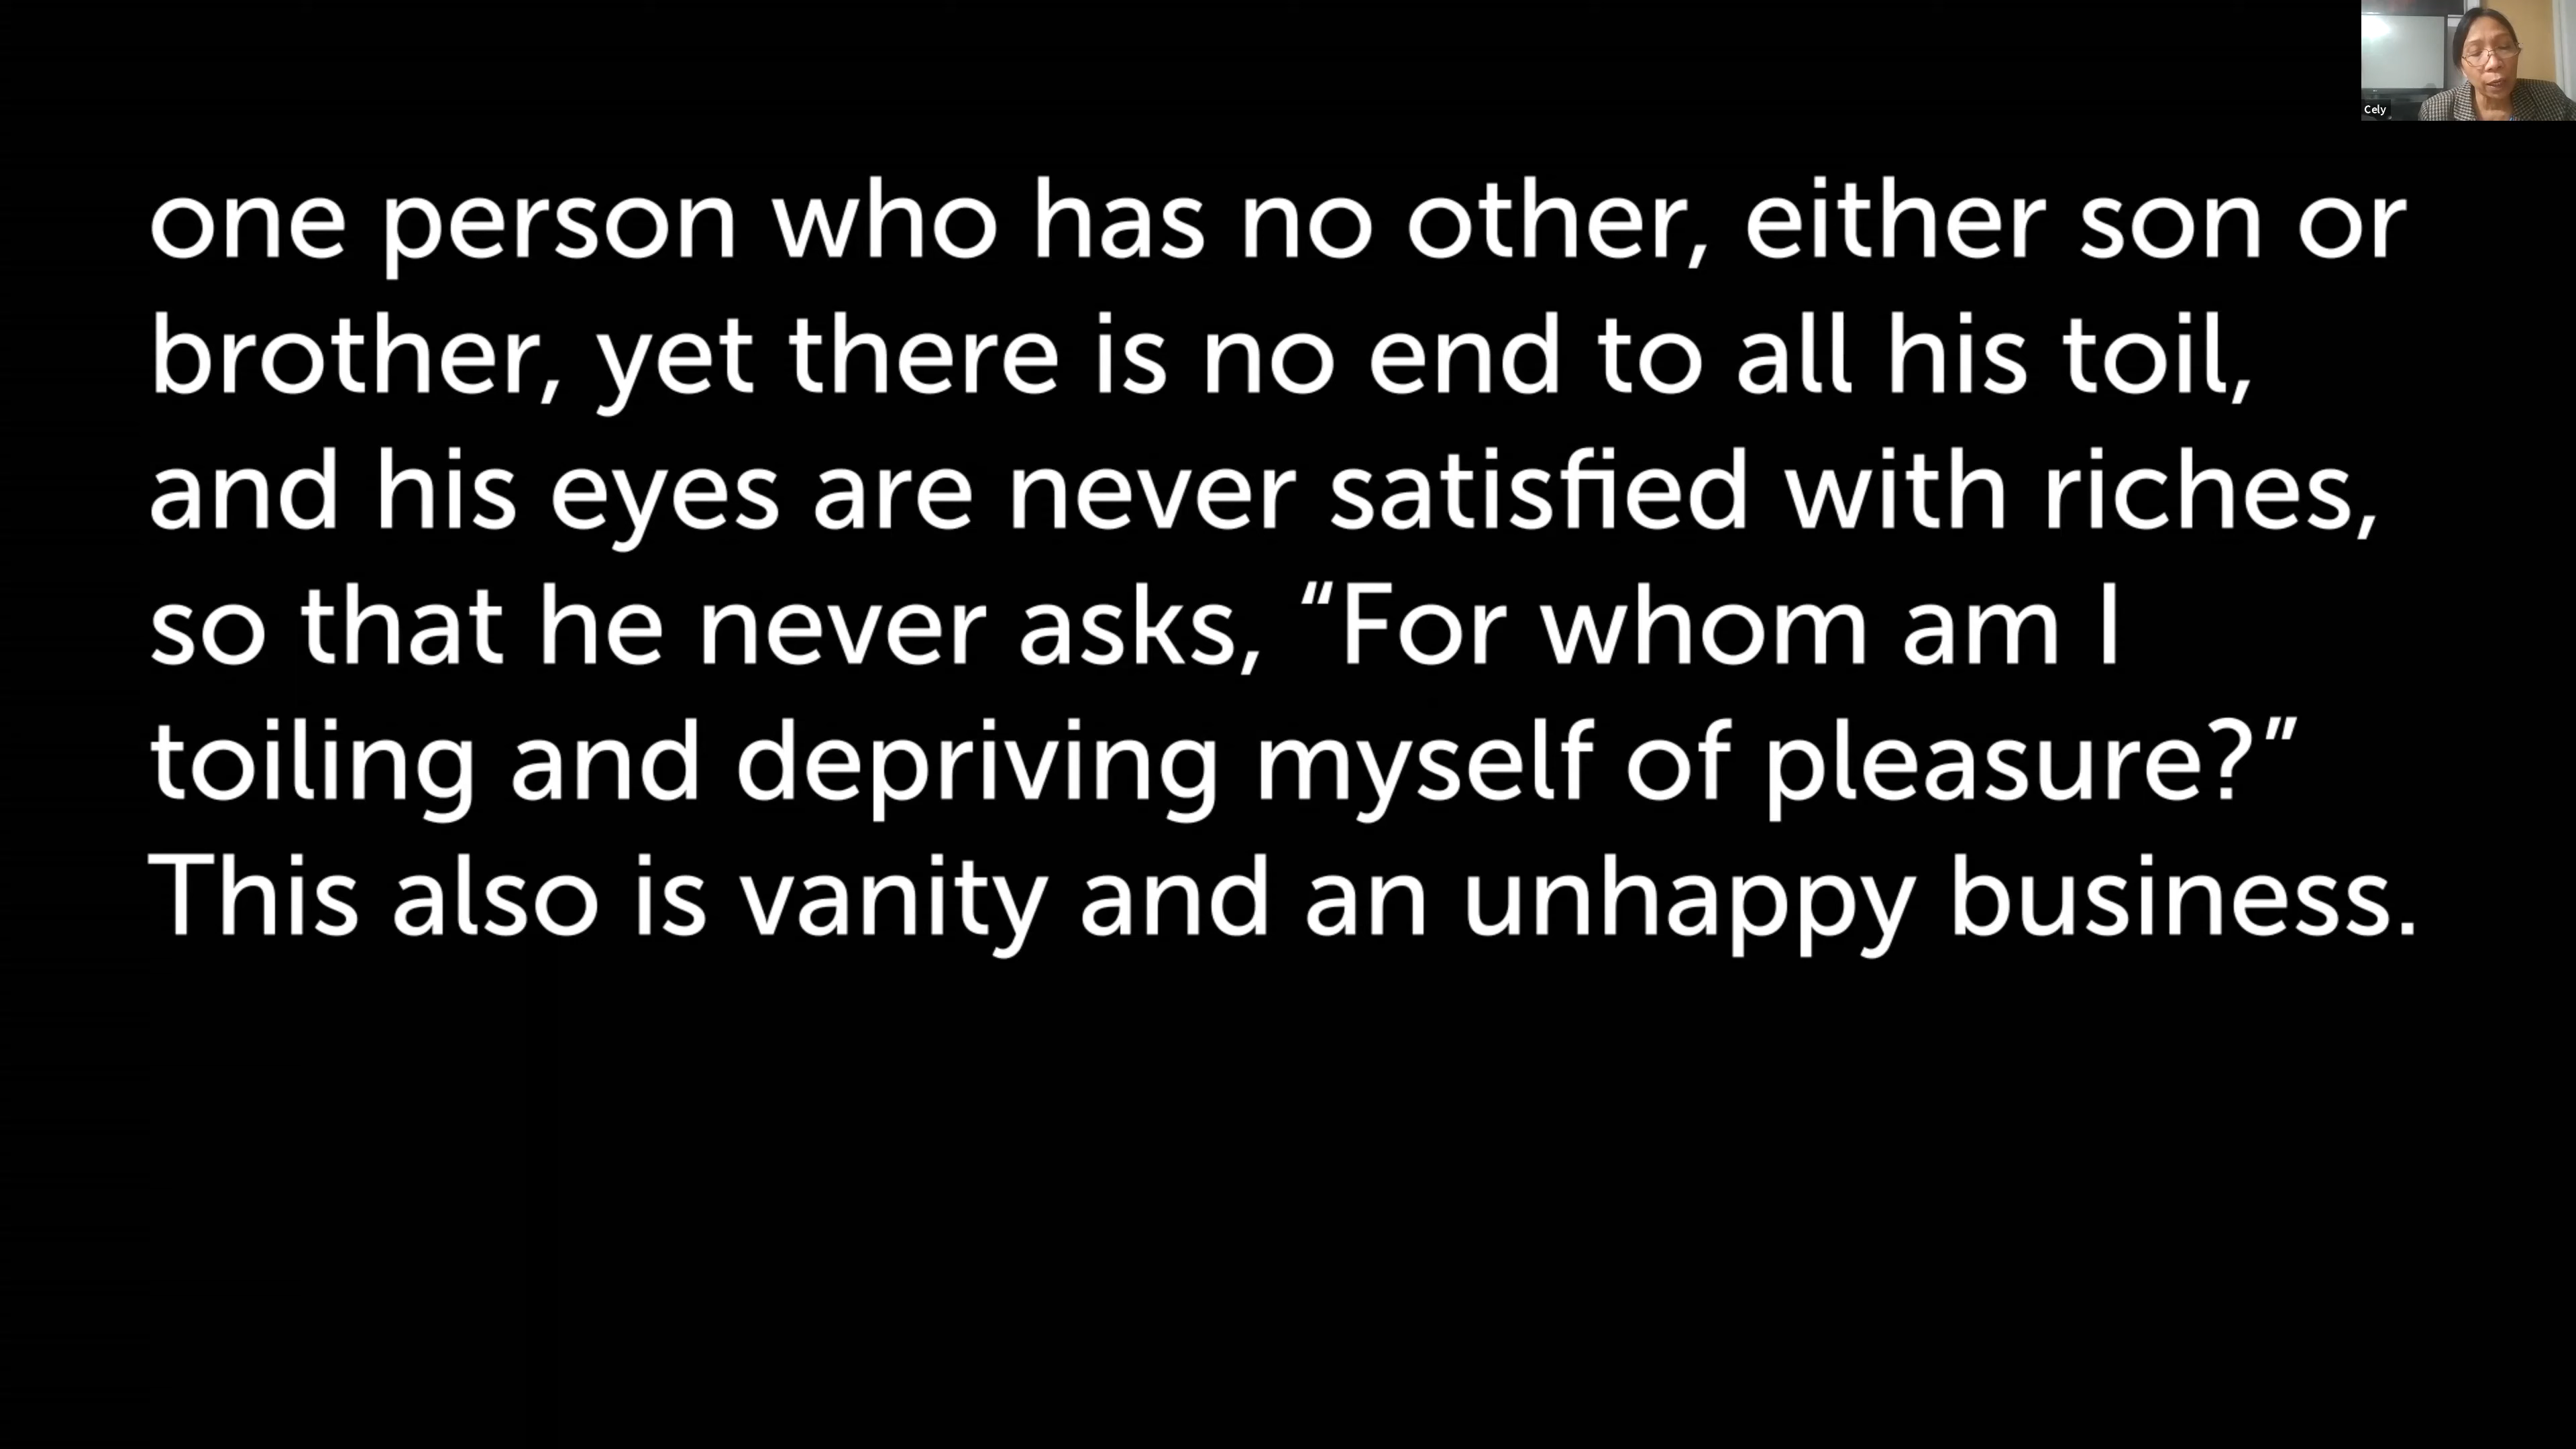 Cely
one person who has no other, either son or
brother, yet there is no end to all his toil,
and his eyes are never satisfied with riches,
so that he never asks, “For whom am I
toiling and depriving myself of pleasure?”
This also is vanity and an unhappy business.